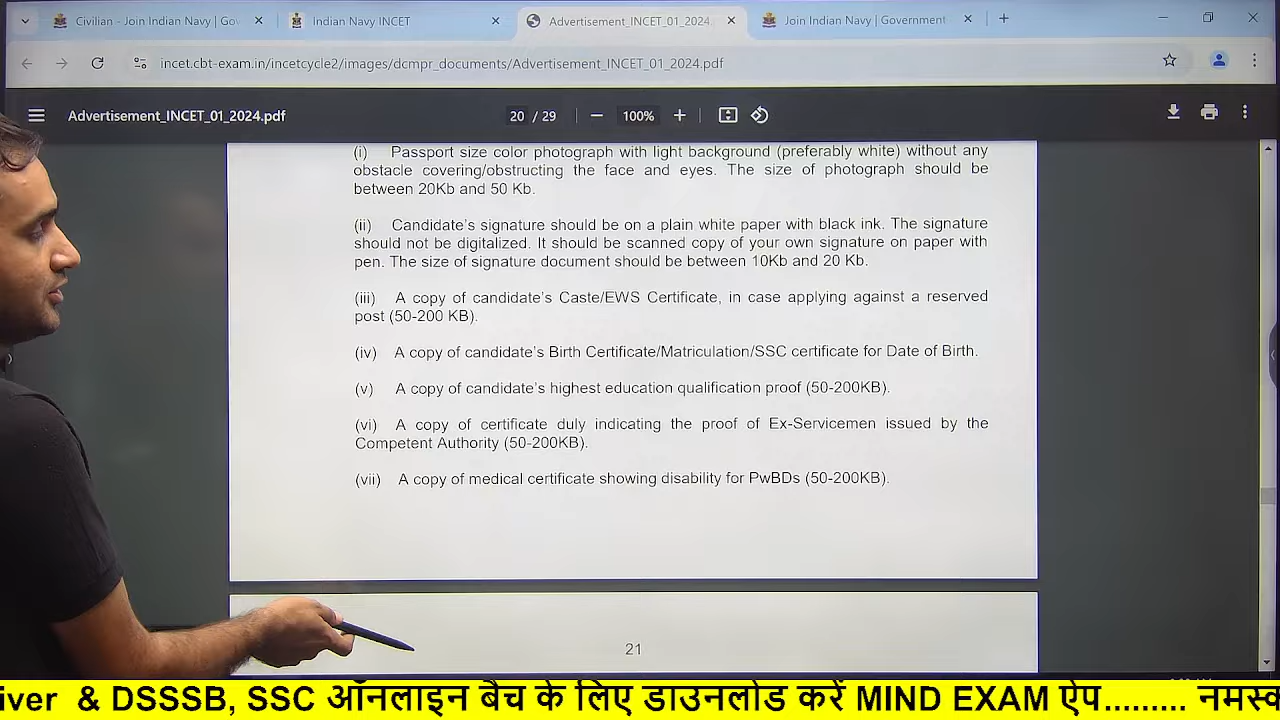 Civilian - Join Indian Navy | Gov
Indian Navy INCET
Advertisement_INCET_01_2024.
Join Indian Navy | Government
incet.cbt-exam.in/incetcycle2/images/dcmpr_documents/Advertisement_INCET_01_2024.pdf
Advertisement_INCET_01_2024.pdf
20 / 29
100%
(i) Passport size color photograph with light background (preferably white) without any
obstacle covering/obstructing the face and eyes. The size of photograph should be
between 20Kb and 50 Kb.
(ii) Candidate's signature should be on a plain white paper with black ink. The signature
should not be digitalized. It should be scanned copy of your own signature on paper with
pen. The size of signature document should be between 10Kb and 20 Kb.
(iii) A copy of candidate's Caste/EWS Certificate, in case applying against a reserved
post (50-200 KB).
(iv) A copy of candidate's Birth Certificate/Matriculation/SSC certificate for Date of Birth.
(v) A copy of candidate's highest education qualification proof (50-200KB).
(vi) A copy of certificate duly indicating the proof of Ex-Servicemen issued by the
Competent Authority (50-200KB).
(vii) A copy of medical certificate showing disability for PwBDs (50-200KB).
21
iver & DSSSB, SSC ऑनलाइन बैच के लिए डाउनलोड करें MIND EXAM ऐप......... नमस्क